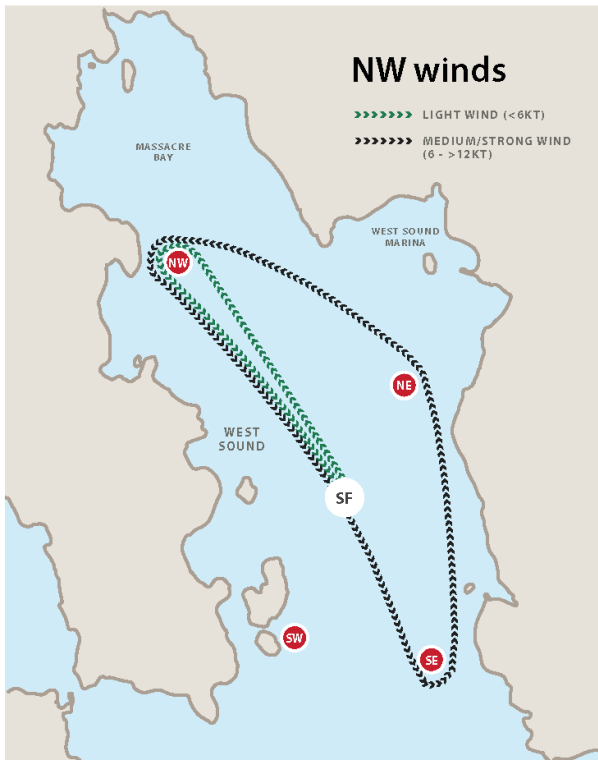 NW winds
LIGHT WIND (<6KT)
MEDIUM/STRONG WIND
(6 - >12KT)
MASSACRE
BAY
WEST SOUND
MARINA
NW
NE
WEST
SOUND
SF
SW
SE